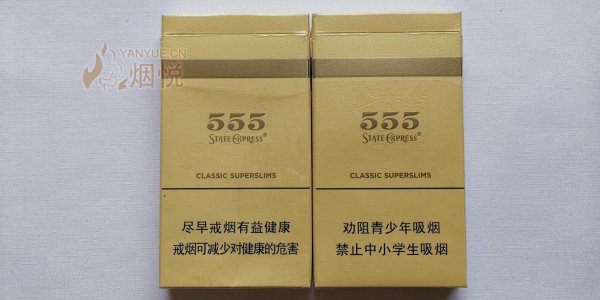 YANYUE.CN
烟悦
555
STATE EXPRESS®
CLASSIC SUPERSLIMS
尽早戒烟有益健康
戒烟可减少对健康的危害
555
STATE EXPRESS®
CLASSIC SUPERSLIMS
劝阻青少年吸烟
禁止中小学生吸烟